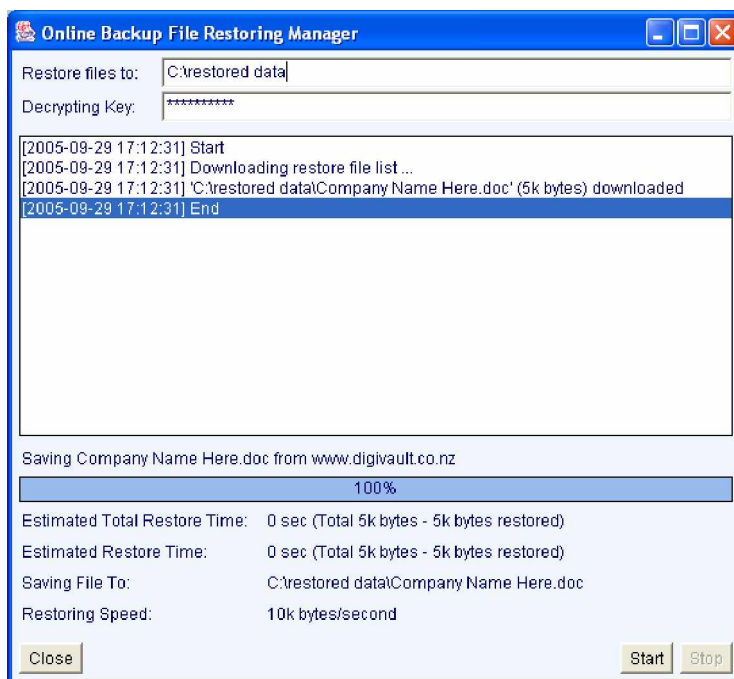 Online Backup File Restoring Manager
Restore files to: C:\restored data
Decrypting Key: **********
[2005-09-29 17:12:31] Start
[2005-09-29 17:12:31] Downloading restore file list ...
[2005-09-29 17:12:31] 'C:\restored data\Company Name Here.doc' (5k bytes) downloaded
[2005-09-29 17:12:31] End
Saving Company Name Here.doc from www.digivault.co.nz
100%
Estimated Total Restore Time: 0 sec (Total 5k bytes - 5k bytes restored)
Estimated Restore Time: 0 sec (Total 5k bytes - 5k bytes restored)
Saving File To: C:\restored data\Company Name Here.doc
Restoring Speed: 10k bytes/second
Close Start Stop